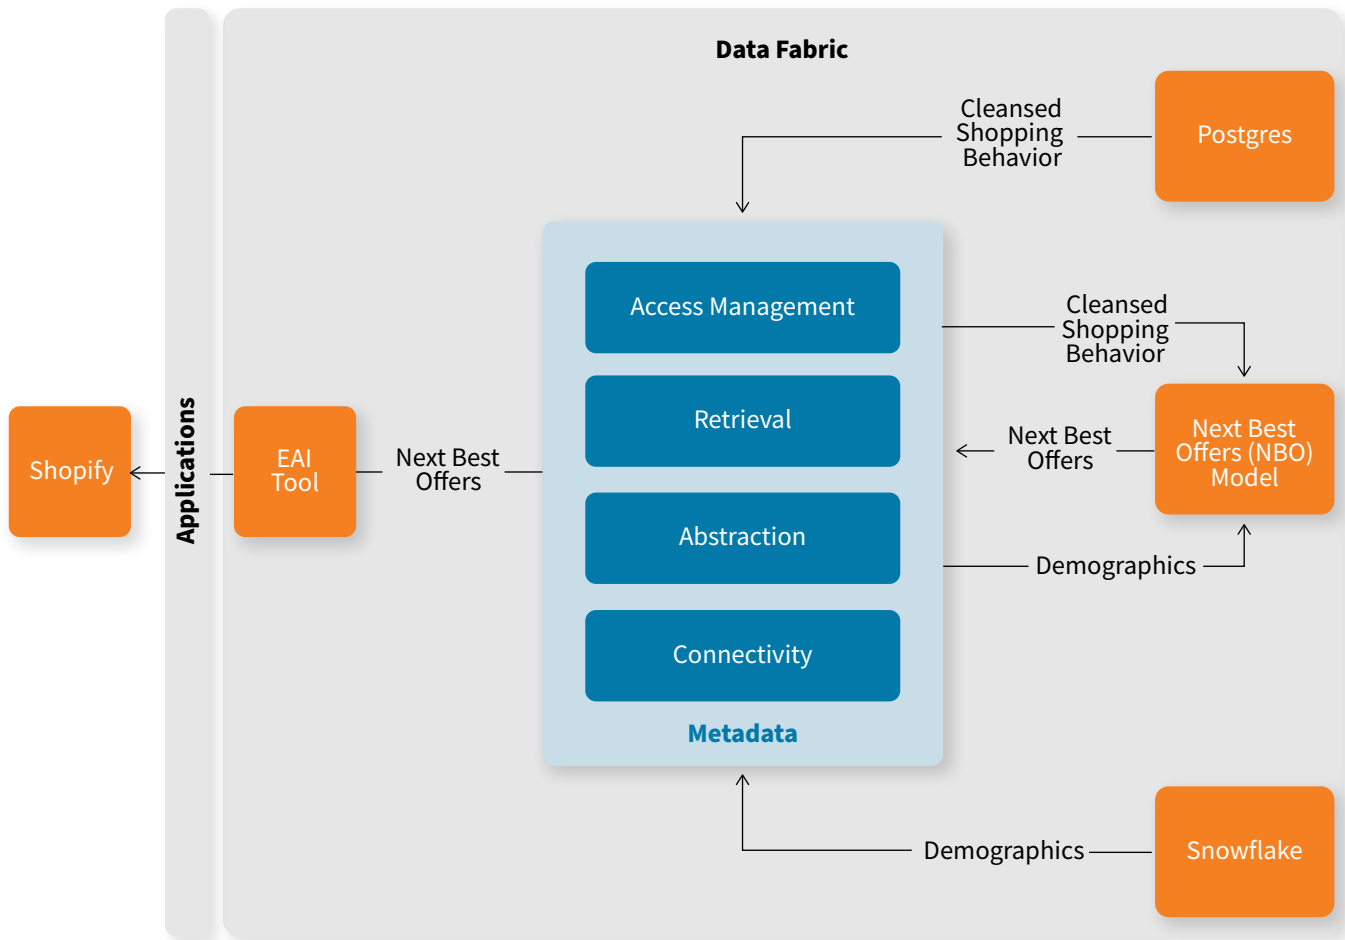 Data Fabric
Cleansed
Shopping
Behavior
Postgres
Access Management
Cleansed
Shopping
Behavior
Retrieval
Next Best
Offers
Next Best
Offers (NBO)
Model
Shopify
Applications
EAI
Tool
Next Best
Offers
Abstraction
Demographics
Connectivity
Metadata
Demographics
Snowflake